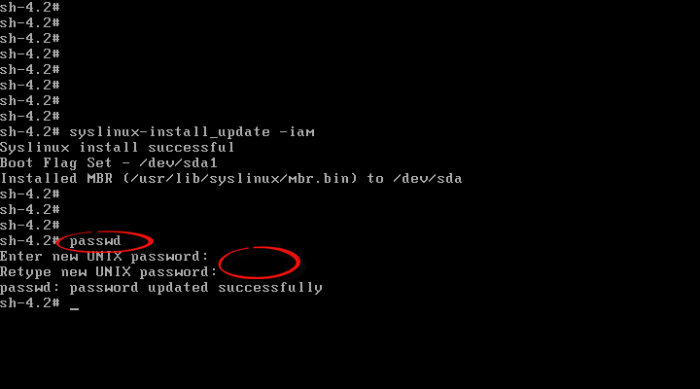 sh-4.2#
sh-4.2#
sh-4.2#
sh-4.2#
sh-4.2#
sh-4.2#
sh-4.2#
sh-4.2#
sh-4.2# syslinux-install_update -iam
Syslinux install successful
Boot Flag Set - /dev/sda1
Installed MBR (/usr/lib/syslinux/mbr.bin) to /dev/sda
sh-4.2#
sh-4.2#
sh-4.2#
sh-4.2# passwd
Enter new UNIX password:
Retype new UNIX password:
passwd: password updated successfully
sh-4.2# _